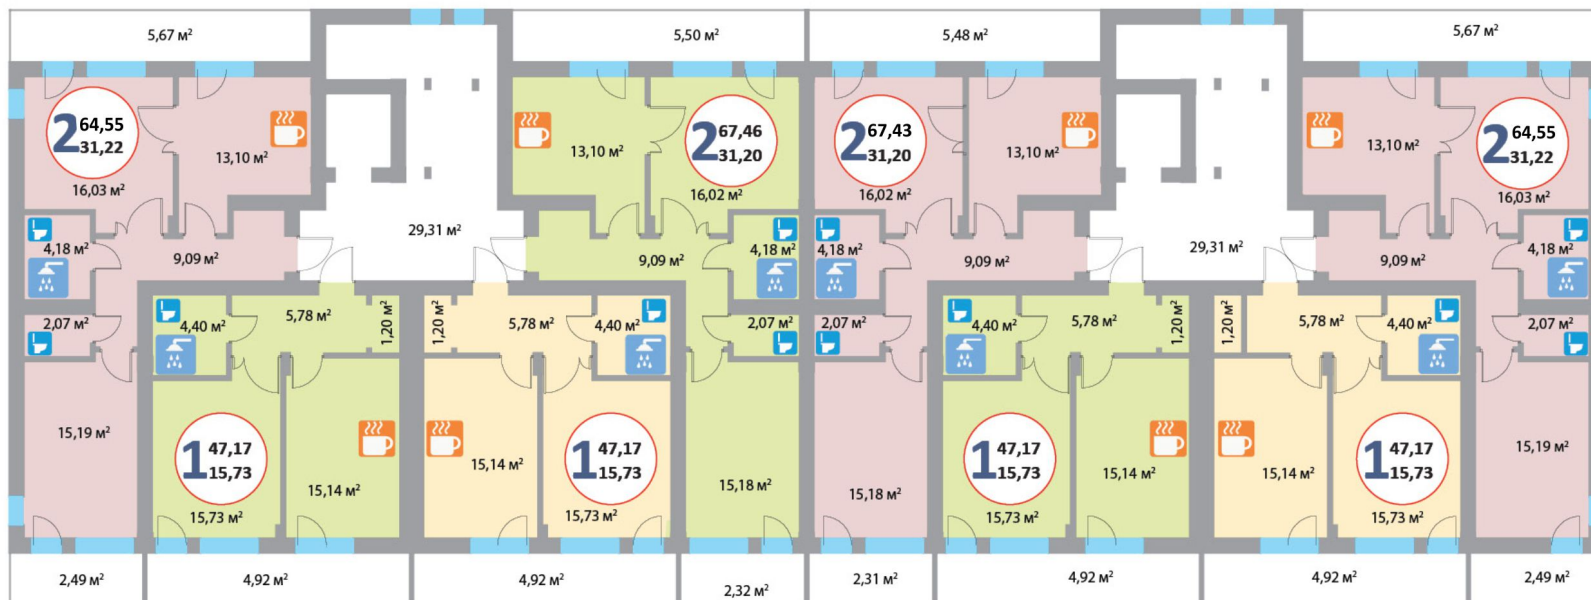 5,67 м²
5,50 м²
5,48 м²
5,67 м²
2 64,55
31,22
13,10 м²
16,03 м²
13,10 м²
2 67,46
31,20
16,02 м²
2 67,43
31,20
13,10 м²
16,02 м²
13,10 м²
2 64,55
31,22
16,03 м²
4,18 м²
9,09 м²
29,31 м²
9,09 м²
4,18 м²
4,18 м²
9,09 м²
29,31 м²
9,09 м²
4,18 м²
2,07 м²
4,40 м²
5,78 м²
1,20 м²
1,20 м²
5,78 м²
4,40 м²
2,07 м²
2,07 м²
4,40 м²
5,78 м²
1,20 м²
1,20 м²
5,78 м²
4,40 м²
2,07 м²
15,19 м²
1 47,17
15,73
15,73 м²
15,14 м²
15,14 м²
1 47,17
15,73
15,73 м²
15,18 м²
15,18 м²
1 47,17
15,73
15,73 м²
15,14 м²
15,14 м²
1 47,17
15,73
15,73 м²
15,19 м²
2,49 м²
4,92 м²
4,92 м²
2,32 м²
2,31 м²
4,92 м²
4,92 м²
2,49 м²